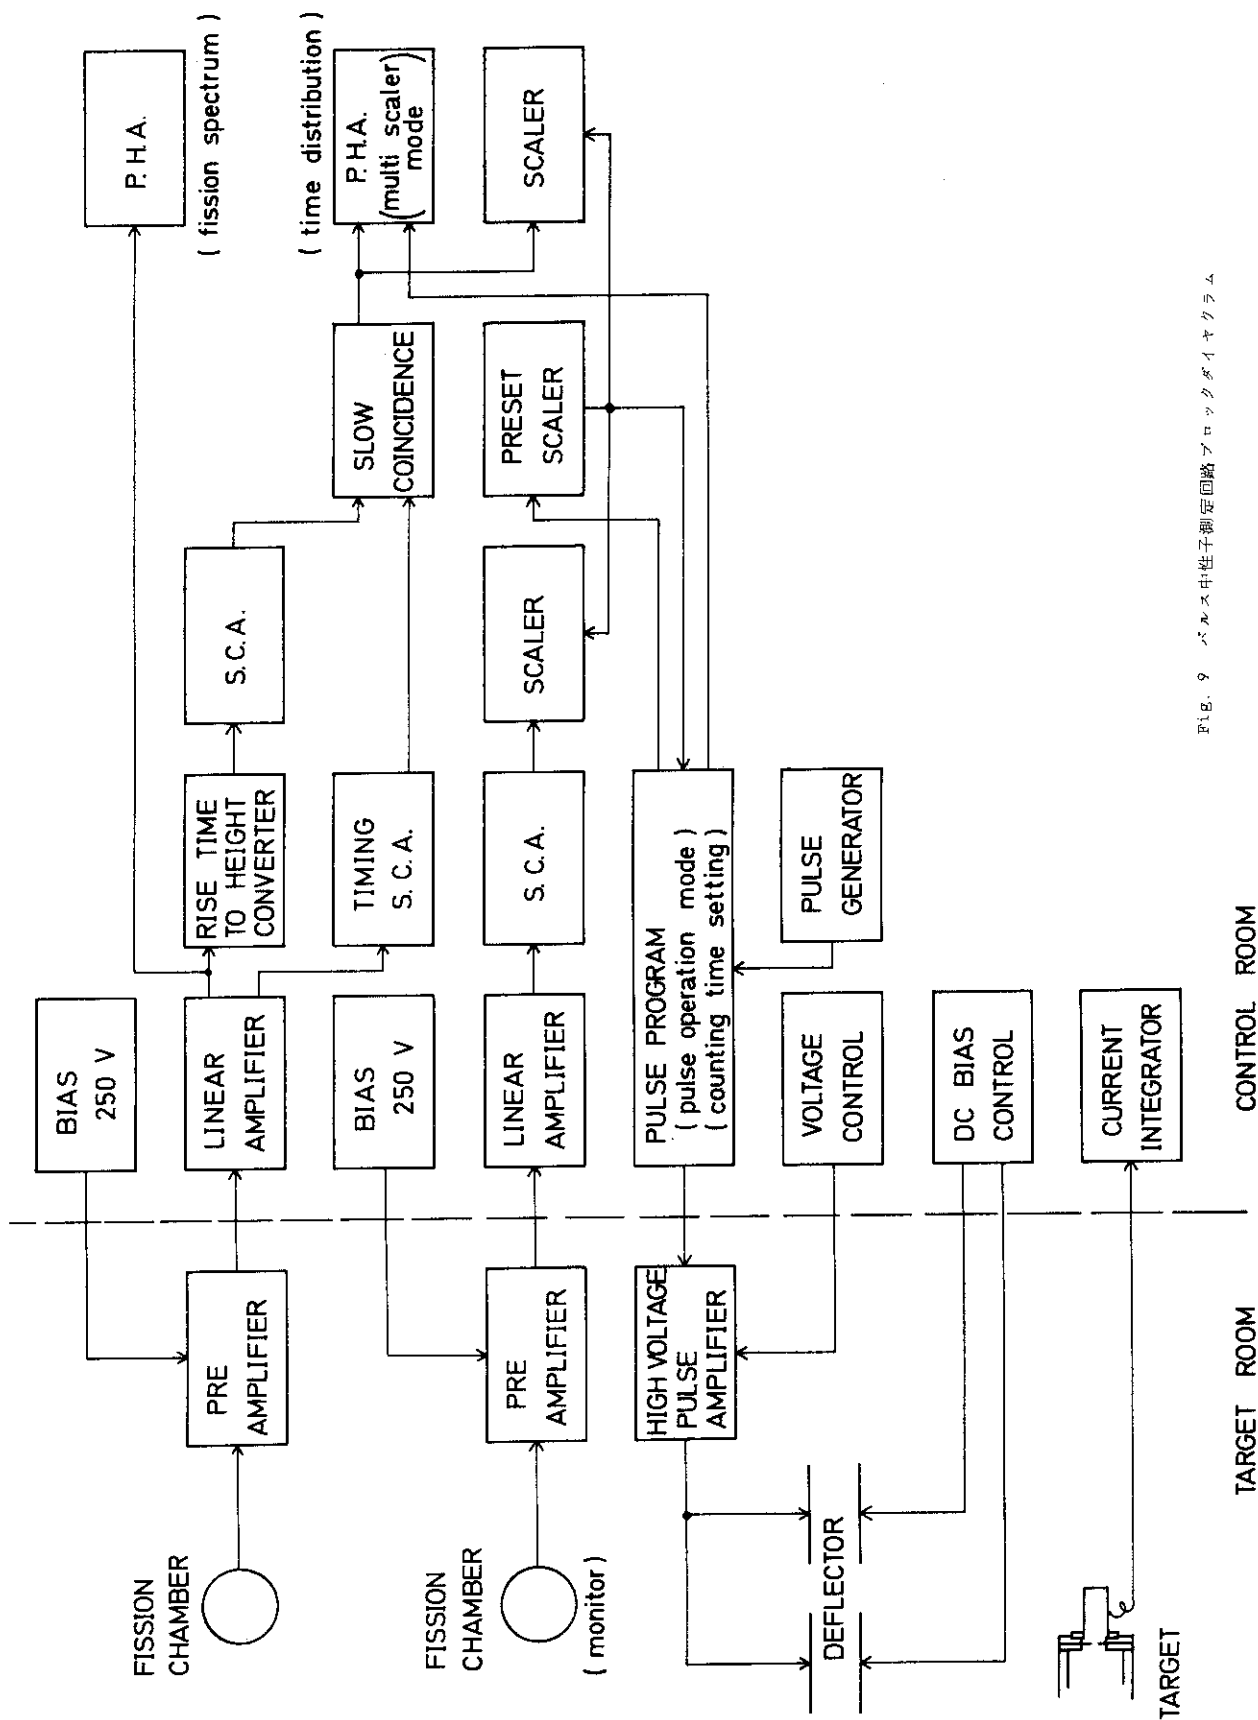 BIAS
250 V
P. H.A.
( fission spectrum )
FISSION
CHAMBER
PRE
AMPLIFIER
LINEAR
AMPLIFIER
RISE TIME
TO HEIGHT
CONVERTER
S.C.A.
BIAS
250 V
TIMING
S. C. A.
SLOW
COINCIDENCE
( time distribution )
P. H.A.
(multi scaler)
mode
FISSION
CHAMBER
( monitor )
PRE
AMPLIFIER
LINEAR
AMPLIFIER
S. C. A.
SCALER
PRESET
SCALER
SCALER
HIGH VOLTAGE
PULSE
AMPLIFIER
PULSE PROGRAM
( pulse operation mode )
( counting time setting )
DEFLECTOR
VOLTAGE
CONTROL
PULSE
GENERATOR
DC BIAS
CONTROL
TARGET
CURRENT
INTEGRATOR
TARGET ROOM
CONTROL ROOM
Fig. 9 パルス中性子測定回路ブロックダイヤグラム